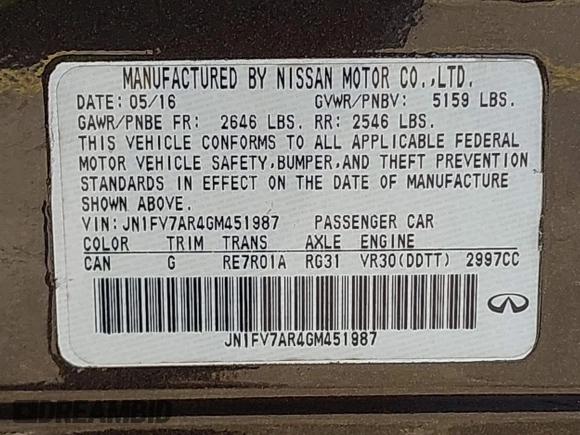 MANUFACTURED BY NISSAN MOTOR CO.,LTD.
DATE: 05/16 GVWR/PNBV: 5159 LBS.
GAWR/PNBE FR: 2646 LBS. RR: 2546 LBS.
THIS VEHICLE CONFORMS TO ALL APPLICABLE FEDERAL
MOTOR VEHICLE SAFETY,BUMPER,AND THEFT PREVENTION
STANDARDS IN EFFECT ON THE DATE OF MANUFACTURE
SHOWN ABOVE.
VIN: JN1FV7AR4GM451987 PASSENGER CAR
COLOR TRIM TRANS AXLE ENGINE
CAN G RE7R01A RG31 VR30(DDTT) 2997CC
JN1FV7AR4GM451987
DREAMBID